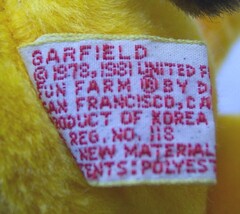 GARFIELD
© 1978, 1981 UNITED F
FUN FARM ® BY D
SAN FRANCISCO, CA
PRODUCT OF KOREA
REG. NO. 118
NEW MATERIAL
TENTS: POLYEST